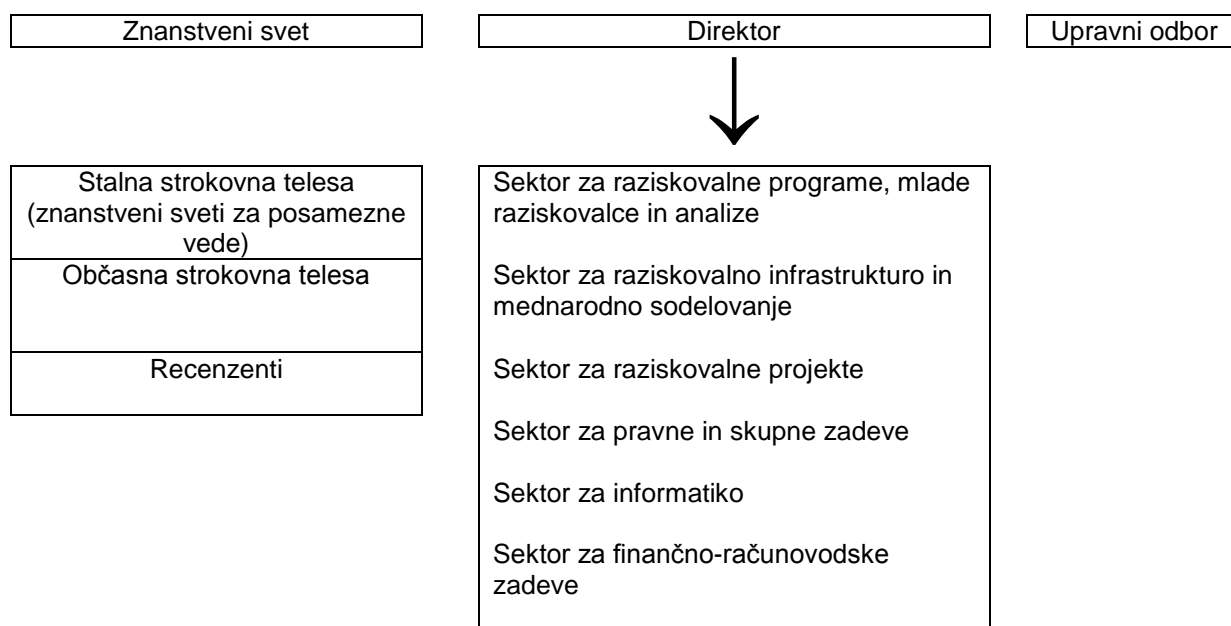 Znanstveni svet
Direktor
Upravni odbor
Stalna strokovna telesa
(znanstveni sveti za posamezne
vede)
Občasna strokovna telesa
Recenzenti
Sektor za raziskovalne programe, mlade
raziskovalce in analize
Sektor za raziskovalno infrastrukturo in
mednarodno sodelovanje
Sektor za raziskovalne projekte
Sektor za pravne in skupne zadeve
Sektor za informatiko
Sektor za finančno-računovodske
zadeve